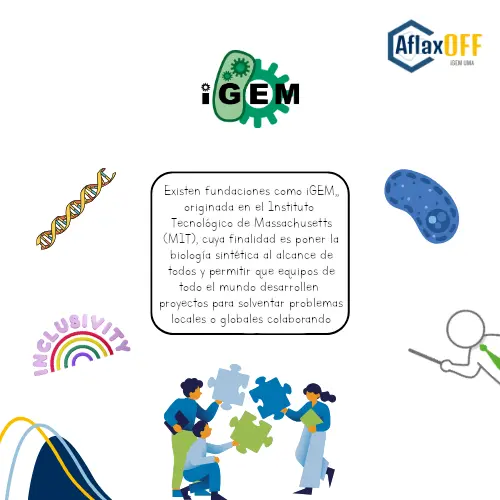 AflaxOFF
iGEM UMA
iGEM
Existen fundaciones como iGEM,,
originada en el Instituto
Tecnológico de Massachusetts
(MIT), cuya finalidad es poner la
biología sintética al alcance de
todos y permitir que equipos de
todo el mundo desarrollen
proyectos para solventar problemas
locales o globales colaborando
INCLUSIVITY